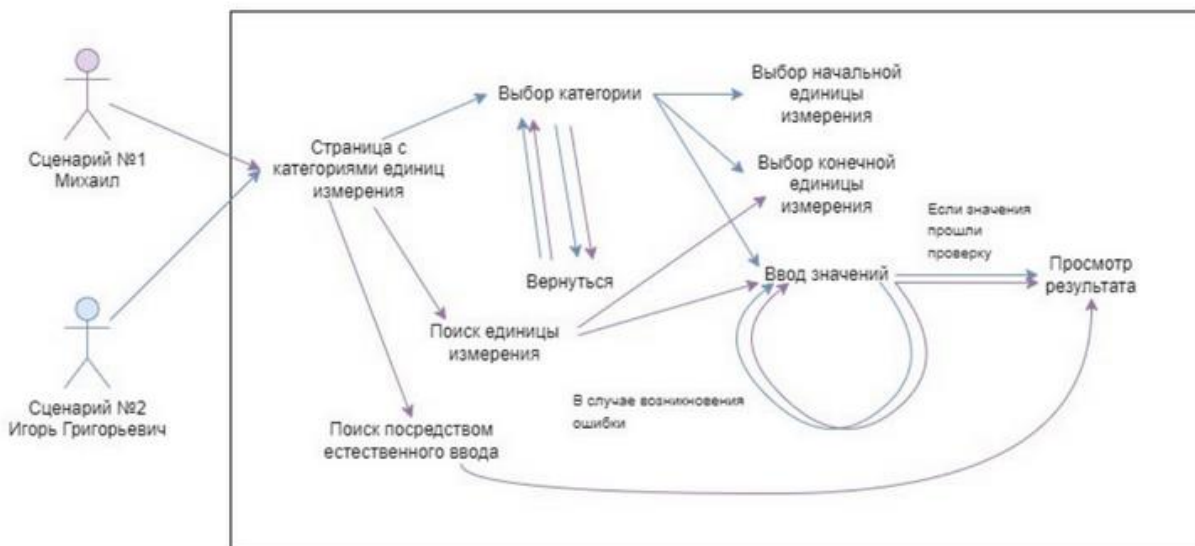 Сценарий №1
Михаил
Сценарий №2
Игорь Григорьевич
Страница с
категориями единиц
измерения
Выбор категории
Вернуться
Поиск единицы
измерения
Поиск посредством
естественного ввода
Выбор начальной
единицы
измерения
Выбор конечной
единицы
измерения
Ввод значений
В случае возникновения
ошибки
Если значения
прошли
проверку
Просмотр
результата